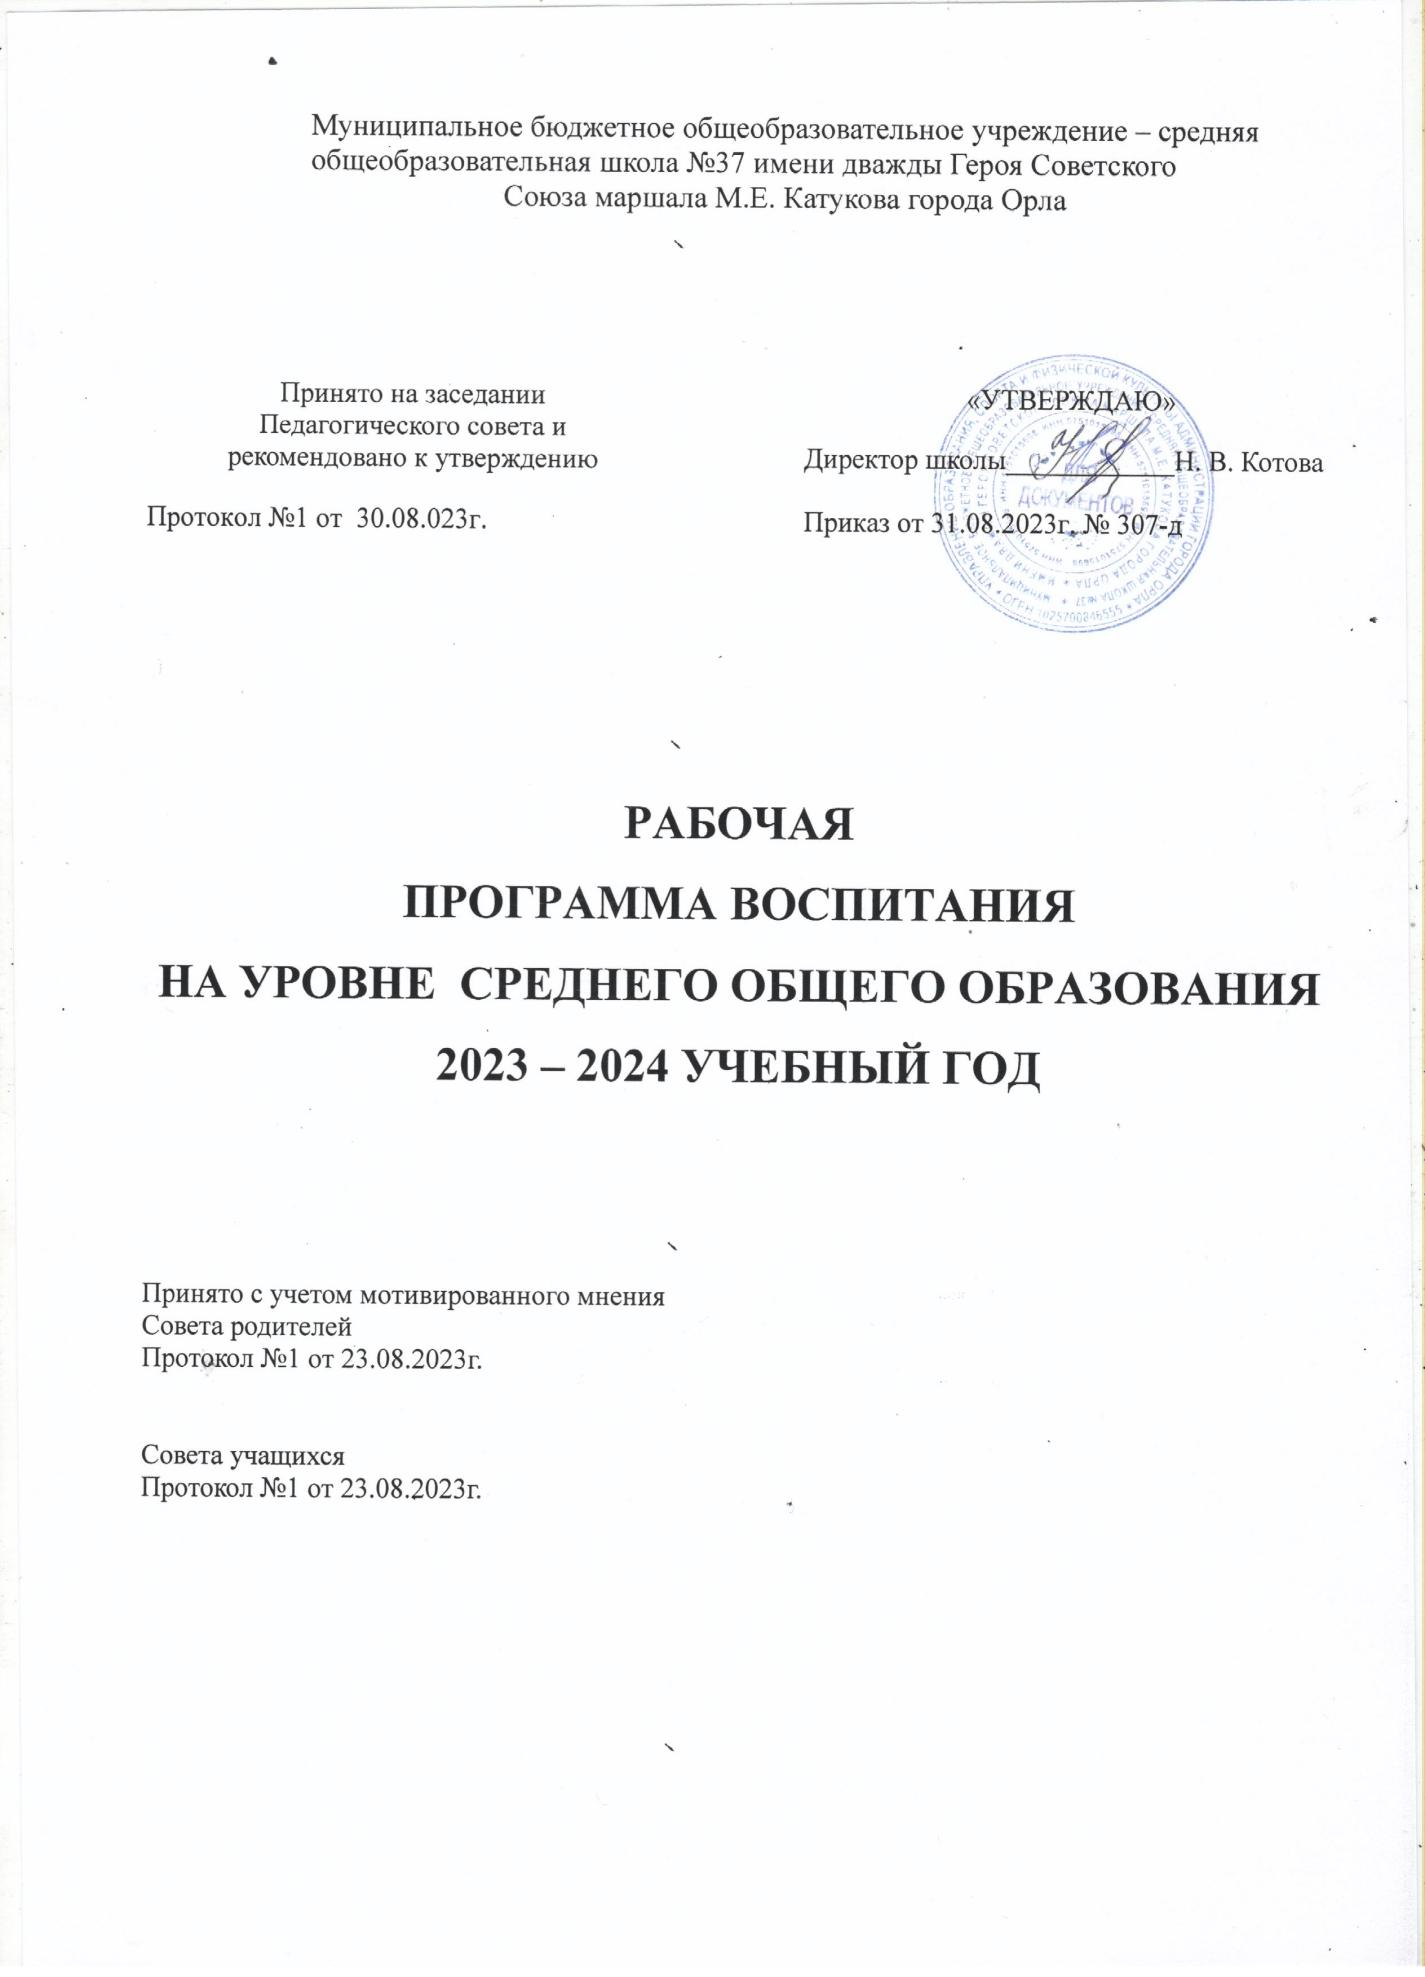 Муниципальное бюджетное общеобразовательное учреждение – средняя
общеобразовательная школа №37 имени дважды Героя Советского
Союза маршала М.Е. Катукова города Орла
Принято на заседании
Педагогического совета и
рекомендовано к утверждению
Протокол №1 от  30.08.023г.
«УТВЕРЖДАЮ»
Директор школы____________Н. В. Котова
Приказ от 31.08.2023г. № 307-д
ДЛЯ
ДОКУМЕНТОВ
РАБОЧАЯ
ПРОГРАММА ВОСПИТАНИЯ
НА УРОВНЕ  СРЕДНЕГО ОБЩЕГО ОБРАЗОВАНИЯ
2023 – 2024 УЧЕБНЫЙ ГОД
Принято с учетом мотивированного мнения
Совета родителей
Протокол №1 от 23.08.2023г.
Совета учащихся
Протокол №1 от 23.08.2023г.